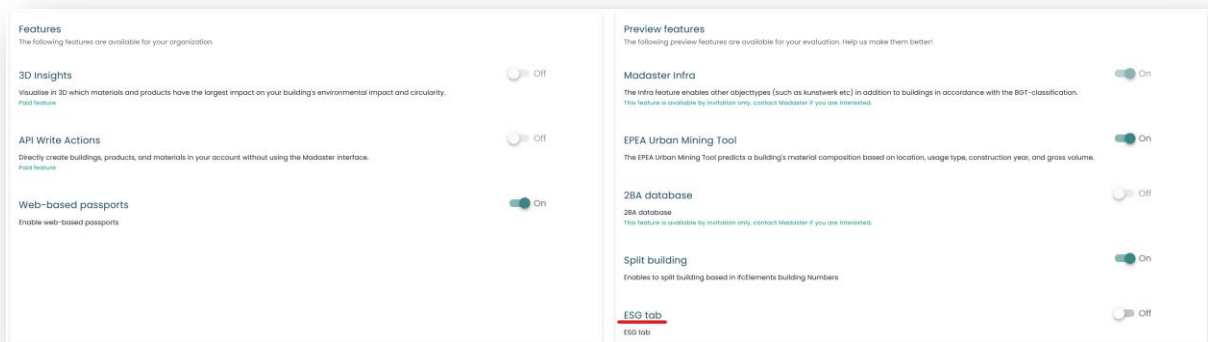 Features
The following features are available for your organization.
3D Insights
Off
Visualise in 3D which materials and products have the largest impact on your building's environmental impact and circularity.
Paid feature
API Write Actions
Off
Directly create buildings, products, and materials in your account without using the Madaster interface.
Paid feature
Web-based passports
On
Enable web-based passports
Preview features
The following preview features are available for your evaluation. Help us make them better!
Madaster Infra
On
The Infra feature enables other objecttypes (such as kunstwerk etc) in addition to buildings in accordance with the BGT-classification.
This feature is available by invitation only, contact Madaster if you are interested.
EPEA Urban Mining Tool
On
The EPEA Urban Mining Tool predicts a building's material composition based on location, usage type, construction year, and gross volume.
2BA database
Off
2BA database
This feature is available by invitation only, contact Madaster if you are interested.
Split building
On
Enables to split building based in ifcElements building Numbers
ESG tab
Off
ESG tab